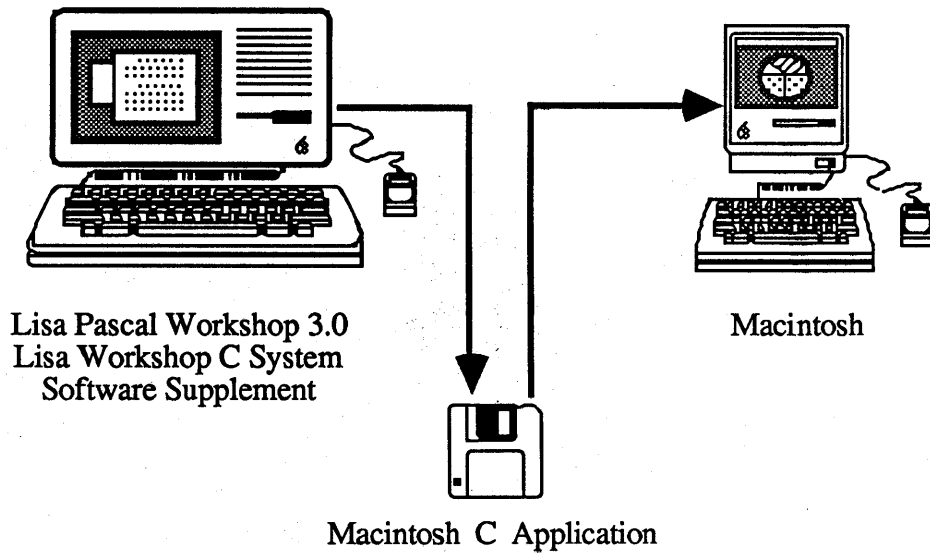 Lisa Pascal Workshop 3.0
Lisa Workshop C System
Software Supplement
Macintosh
Macintosh C Application